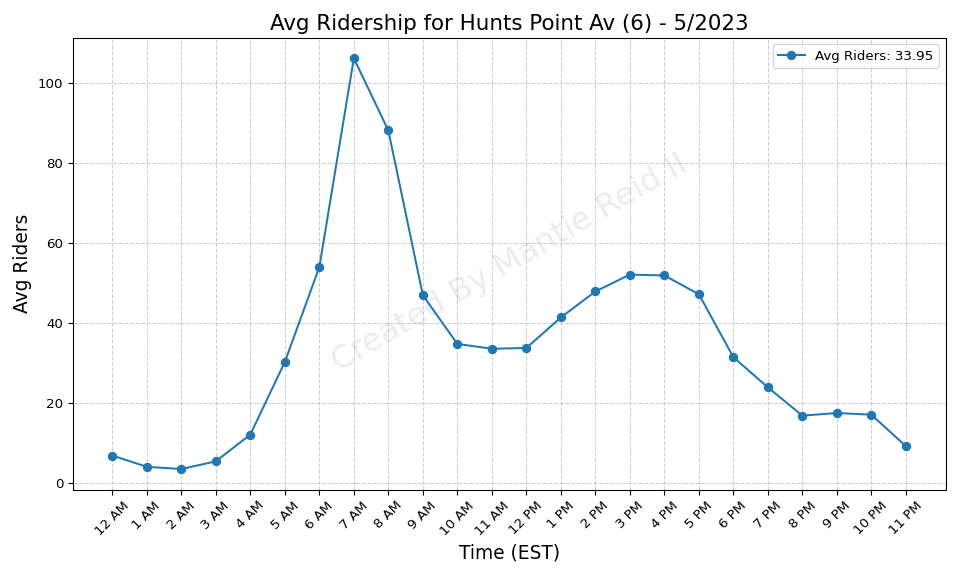 Avg Ridership for Hunts Point Av (6) - 5/2023
Avg Riders: 33.95
Avg Riders
100
80
60
40
20
0
Created By Mantie Reid II
12 AM
1 AM
2 AM
3 AM
4 AM
5 AM
6 AM
7 AM
8 AM
9 AM
10 AM
11 AM
12 PM
1 PM
2 PM
3 PM
4 PM
5 PM
6 PM
7 PM
8 PM
9 PM
10 PM
11 PM
Time (EST)